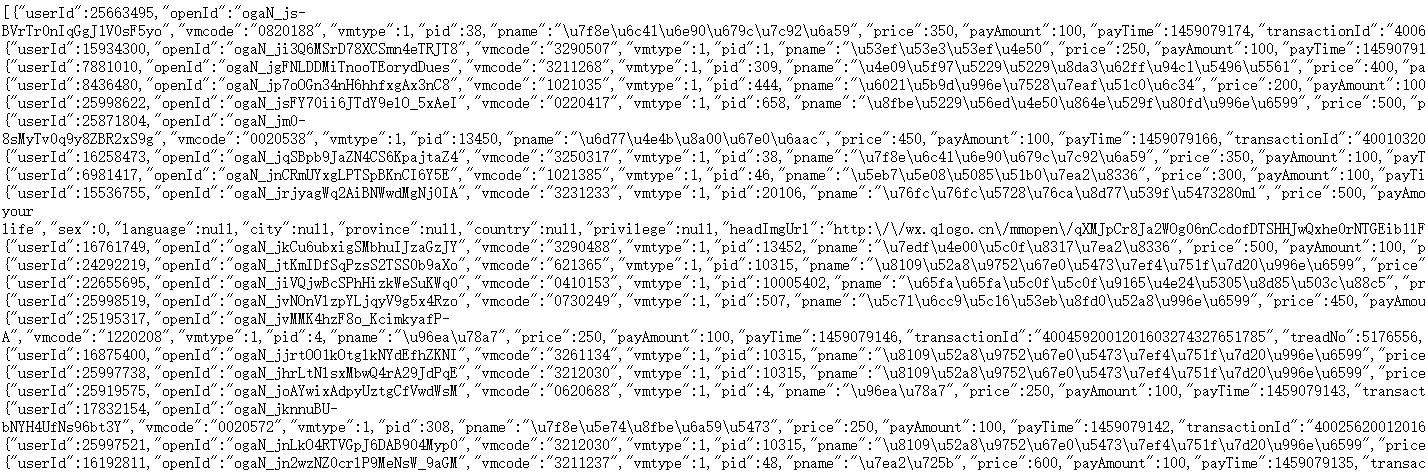 [{"userId":25663495,"openId":"ogaN_js-
BVrTr0nIqGgJ1V0sF5yo","vmcode":"0820188","vmtype":1,"pid":38,"pname":"\u7f8e\u6c41\u6e90\u679c\u7c92\u6a59","price":350,"payAmount":100,"payTime":1459079174,"transactionId":"4006
{"userId":15934300,"openId":"ogaN_ji3Q6MSrD78XCSmn4eTRJT8","vmcode":"3290507","vmtype":1,"pid":1,"pname":"\u53ef\u53e3\u53ef\u4e50","price":250,"payAmount":100,"payTime":14590791
{"userId":7881010,"openId":"ogaN_jgFNLDDMiTnooTEorydDues","vmcode":"3211268","vmtype":1,"pid":309,"pname":"\u4e09\u5f97\u5229\u5229\u8da3\u62ff\u94c1\u5496\u5561","price":400,"pa
{"userId":8436480,"openId":"ogaN_jp7oOGn34nH6hhfxgAx3nC8","vmcode":"1021035","vmtype":1,"pid":444,"pname":"\u6021\u5b9d\u996e\u7528\u7eaf\u51c0\u6c34","price":200,"payAmount":100
{"userId":25998622,"openId":"ogaN_jsFY70ii6JTdY9e1O_5xAeI","vmcode":"0220417","vmtype":1,"pid":658,"pname":"\u8fbe\u5229\u56ed\u4e50\u864e\u529f\u80fd\u996e\u6599","price":500,"p
{"userId":25871804,"openId":"ogaN_jm0-
8sMyTv0q9y8ZBR2xS9g","vmcode":"0020538","vmtype":1,"pid":13450,"pname":"\u6d77\u4e4b\u8a00\u67e0\u6aac","price":450,"payAmount":100,"payTime":1459079166,"transactionId":"40010320
{"userId":16258473,"openId":"ogaN_jqSBpb9JaZN4CS6KpajtaZ4","vmcode":"3250317","vmtype":1,"pid":38,"pname":"\u7f8e\u6c41\u6e90\u679c\u7c92\u6a59","price":350,"payAmount":100,"payT
{"userId":6981417,"openId":"ogaN_jnCRmUYxgLPTSpBKnCI6Y5E","vmcode":"1021385","vmtype":1,"pid":46,"pname":"\u5eb7\u5e08\u5085\u51b0\u7ea2\u8336","price":300,"payAmount":100,"payTi
{"userId":15536755,"openId":"ogaN_jrjyagWq2AiBNWwdMgNj0IA","vmcode":"3231233","vmtype":1,"pid":20106,"pname":"\u76fc\u76fc\u5728\u76ca\u8d77\u539f\u5473280ml","price":500,"payAmo
your
life","sex":0,"language":null,"city":null,"province":null,"country":null,"privilege":null,"headImgUrl":"http:\/\/wx.qlogo.cn\/mmopen\/qXMJpCr8Ja2WOg06nCcdofDTSHHJwQxhe0rNTGEib11F
{"userId":16761749,"openId":"ogaN_jkCu6ubxigSMbhuIJzaGzJY","vmcode":"3290488","vmtype":1,"pid":13452,"pname":"\u7edf\u4e00\u5c0f\u8317\u7ea2\u8336","price":500,"payAmount":100,"p
{"userId":24292219,"openId":"ogaN_jtKmIDfSqPzsS2TSS0b9aXo","vmcode":"621365","vmtype":1,"pid":10315,"pname":"\u8109\u52a8\u9752\u67e0\u5473\u7ef4\u751f\u7d20\u996e\u6599","price"
{"userId":22655695,"openId":"ogaN_jiVQjwBcSPhHizkWeSuKWq0","vmcode":"0410153","vmtype":1,"pid":10005402,"pname":"\u65fa\u65fa\u5c0f\u5c0f\u9165\u4e24\u5305\u8d85\u503c\u88c5","pr
{"userId":25998519,"openId":"ogaN_jvNOnVlzpYLjqyV9g5x4Rzo","vmcode":"0730249","vmtype":1,"pid":507,"pname":"\u5c71\u6cc9\u5c16\u53eb\u8fd0\u52a8\u996e\u6599","price":450,"payAmou
{"userId":25195317,"openId":"ogaN_jvMMK4hzF8o_KcimkyafP-
A","vmcode":"1220208","vmtype":1,"pid":4,"pname":"\u96ea\u78a7","price":250,"payAmount":100,"payTime":1459079146,"transactionId":"4004592001201603274327651785","treadNo":5176556,
{"userId":16875400,"openId":"ogaN_jjrtOO1kOtg1kNYdEfhZKNI","vmcode":"3261134","vmtype":1,"pid":10315,"pname":"\u8109\u52a8\u9752\u67e0\u5473\u7ef4\u751f\u7d20\u996e\u6599","price
{"userId":25997738,"openId":"ogaN_jhrLtN1sxMbwQ4rA29JdPqE","vmcode":"3212030","vmtype":1,"pid":10315,"pname":"\u8109\u52a8\u9752\u67e0\u5473\u7ef4\u751f\u7d20\u996e\u6599","price
{"userId":25919575,"openId":"ogaN_joAYwixAdpyUztgCfVwdWsM","vmcode":"0620688","vmtype":1,"pid":4,"pname":"\u96ea\u78a7","price":250,"payAmount":100,"payTime":1459079143,"transact
{"userId":17832154,"openId":"ogaN_jknnuBU-
bNYH4UfNs96bt3Y","vmcode":"0020572","vmtype":1,"pid":308,"pname":"\u7f8e\u5e74\u8fbe\u6a59\u5473","price":250,"payAmount":100,"payTime":1459079142,"transactionId":"40025620012016
{"userId":25997521,"openId":"ogaN_jnLkO4RTVGpJ6DAB904Myp0","vmcode":"3212030","vmtype":1,"pid":10315,"pname":"\u8109\u52a8\u9752\u67e0\u5473\u7ef4\u751f\u7d20\u996e\u6599","price
{"userId":16192811,"openId":"ogaN_jn2wzNZ0cr1P9MeNsW_9aGM","vmcode":"3211237","vmtype":1,"pid":48,"pname":"\u7ea2\u725b","price":600,"payAmount":100,"payTime":1459079135,"transac